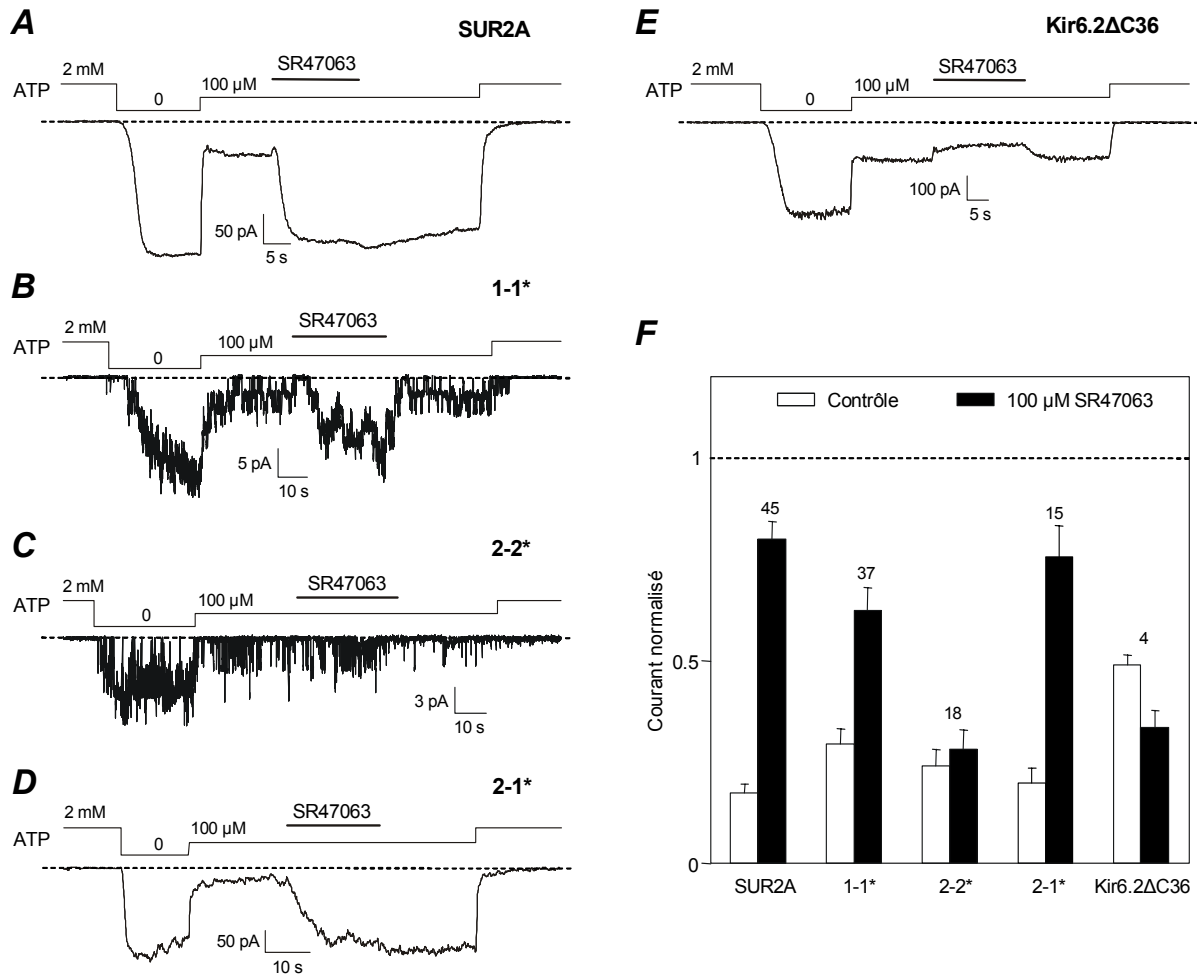 A
SUR2A
SR47063
2 mM
100 µM
ATP
0
50 pA
5 s
B
1-1*
SR47063
2 mM
100 µM
ATP
0
5 pA
10 s
C
2-2*
SR47063
2 mM
100 µM
ATP
0
3 pA
10 s
D
2-1*
SR47063
2 mM
100 µM
ATP
0
50 pA
10 s
E
Kir6.2ΔC36
SR47063
2 mM
100 µM
ATP
0
100 pA
5 s
F
Contrôle
100 µM SR47063
Courant normalisé
1
0.5
0
45
37
18
15
4
SUR2A
1-1*
2-2*
2-1*
Kir6.2ΔC36